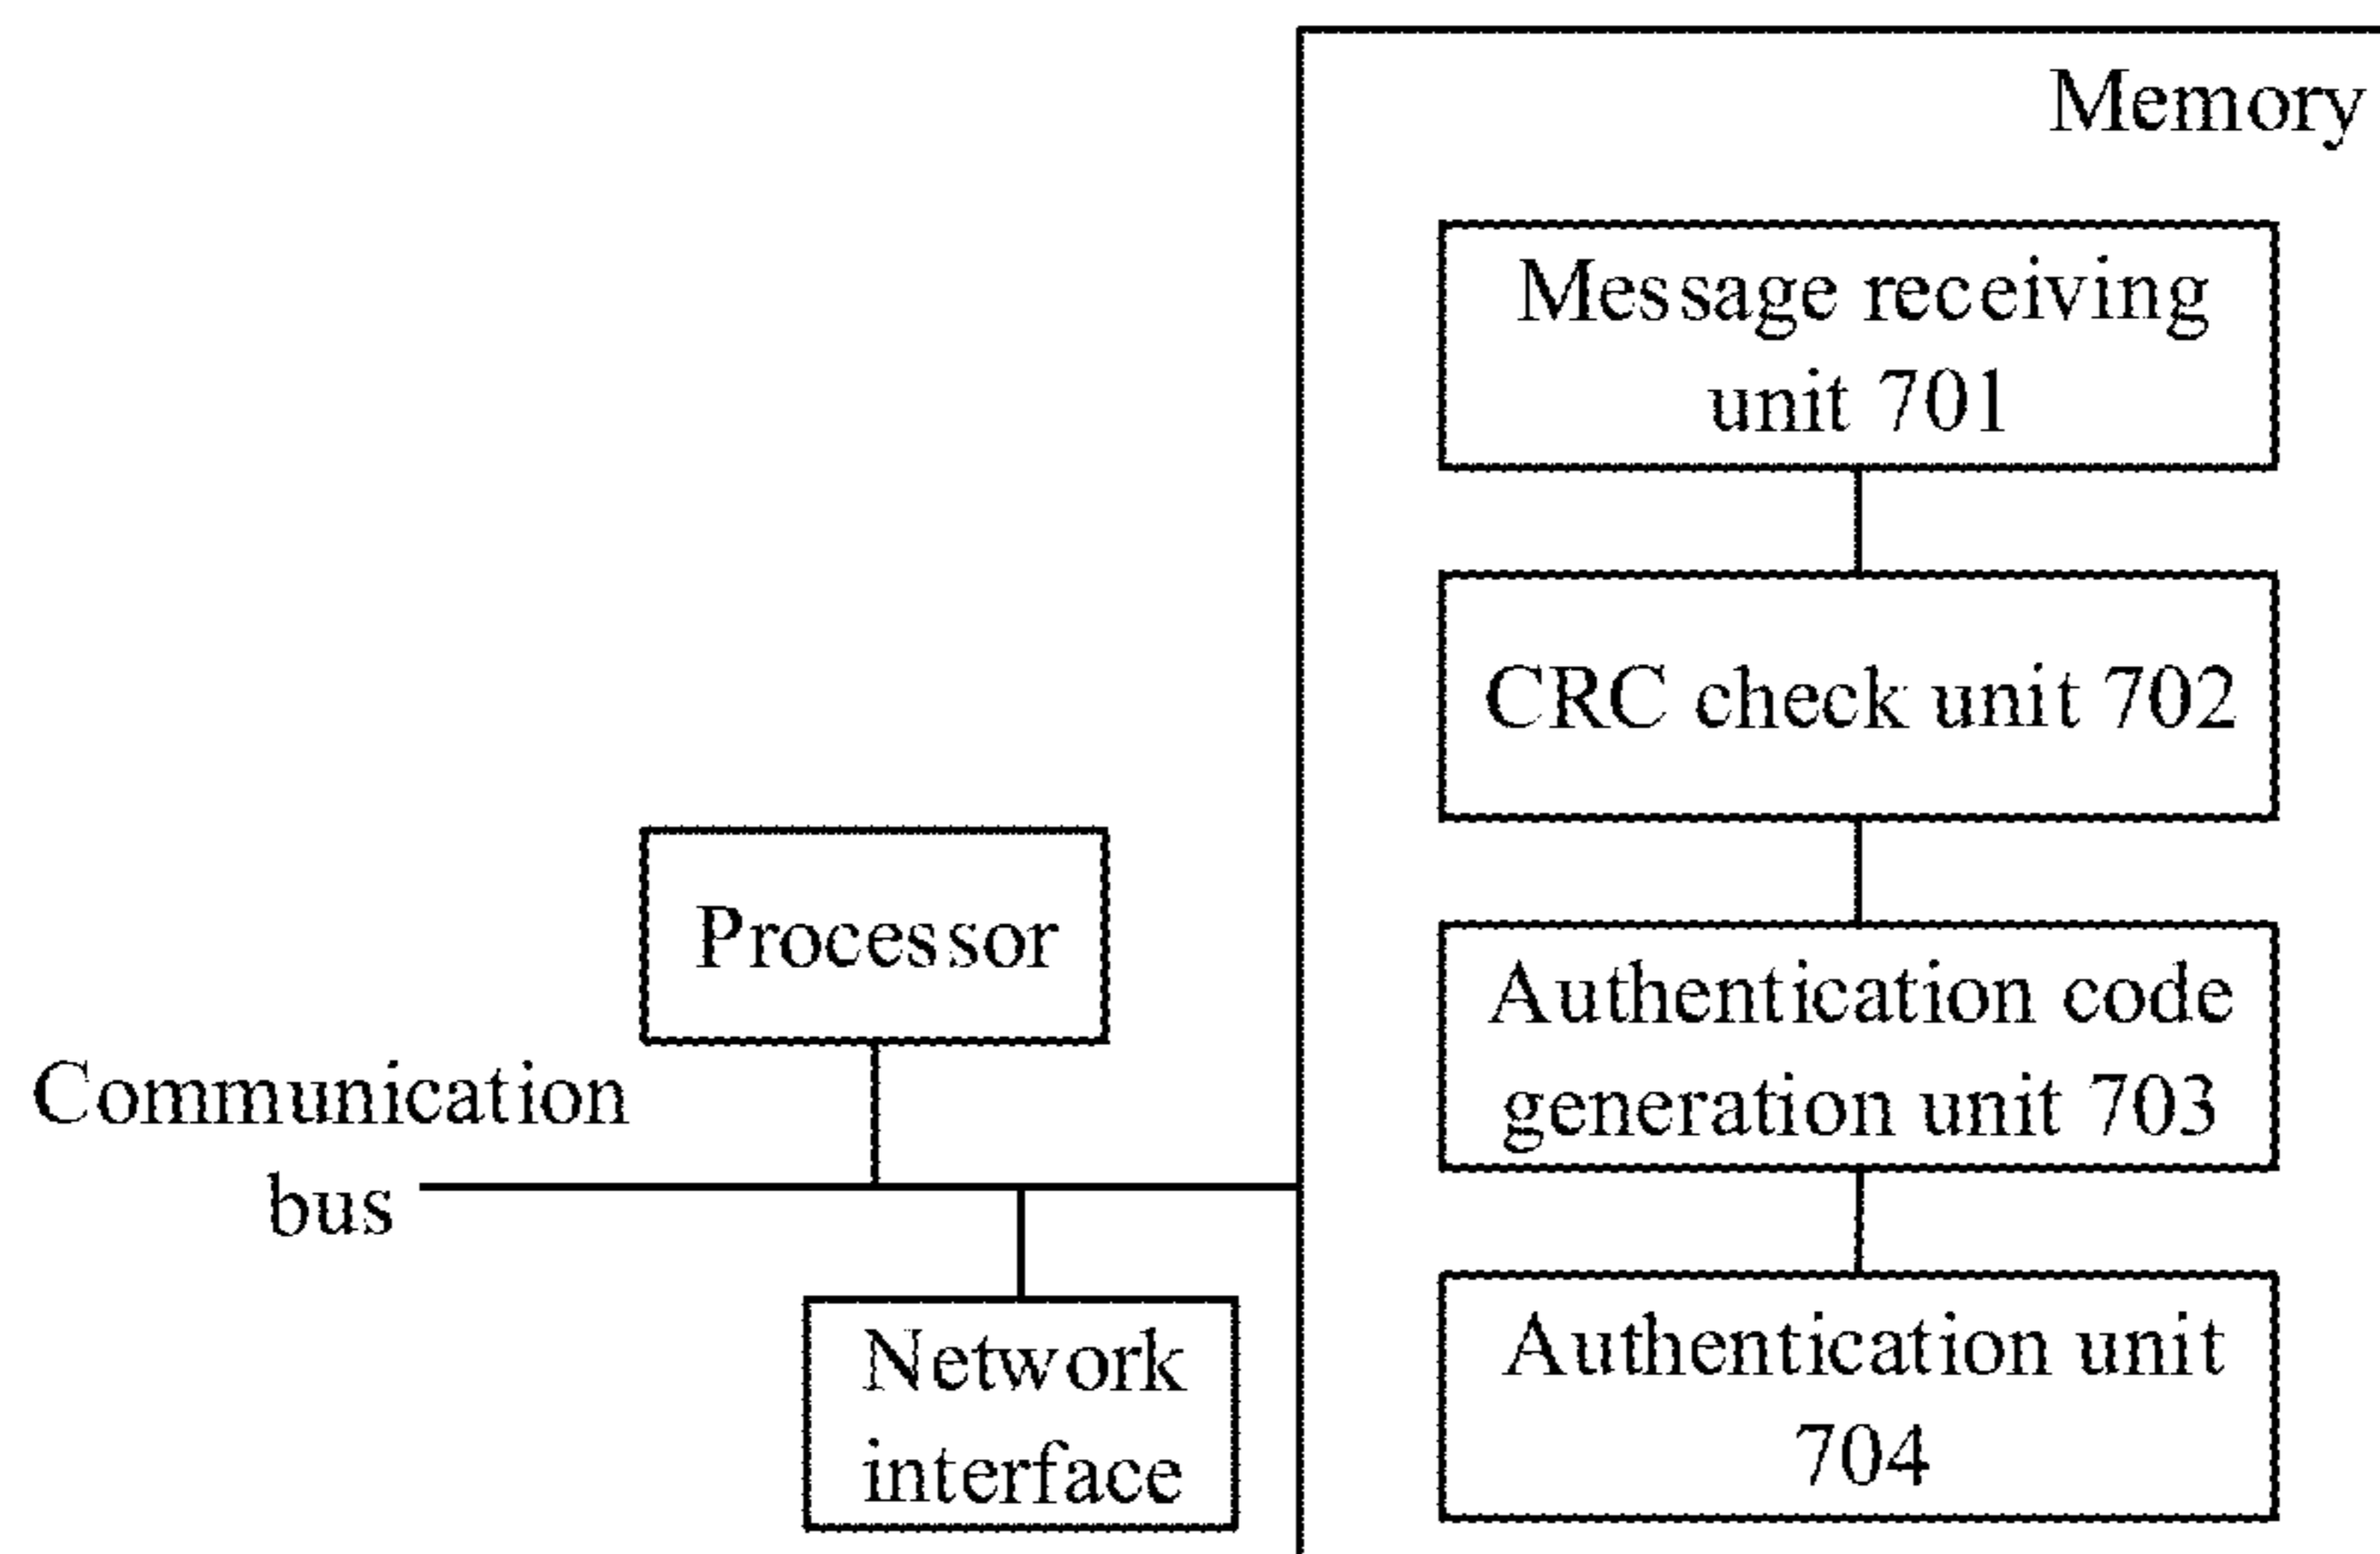 Memory
Message receiving
unit 701
CRC check unit 702
Processor
Authentication code
generation unit 703
Communication
bus
Network
interface
Authentication unit
704